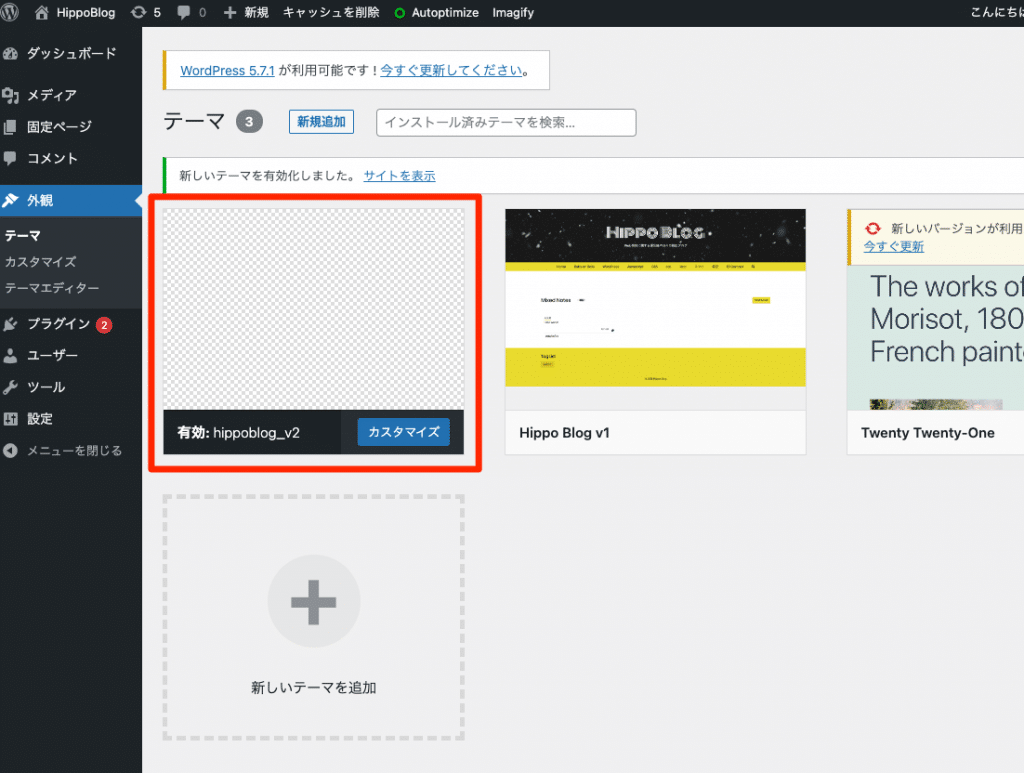 HippoBlog 5 0 新規 キャッシュを削除 Autoptimize Imagify こんにちは
ダッシュボード
メディア
固定ページ
コメント
外観
テーマ
カスタマイズ
テーマエディター
プラグイン 2
ユーザー
ツール
設定
メニューを閉じる
WordPress 5.7.1 が利用可能です ! 今すぐ更新してください。
テーマ 3 新規追加 インストール済みテーマを検索...
新しいテーマを有効化しました。 サイトを表示
有効: hippoblog_v2 カスタマイズ
HIPPO BLOG
Mixed Notes
Hippo Blog v1
新しいバージョンが利用
今すぐ更新
The works of
Morisot, 180
French paint
Twenty Twenty-One
新しいテーマを追加